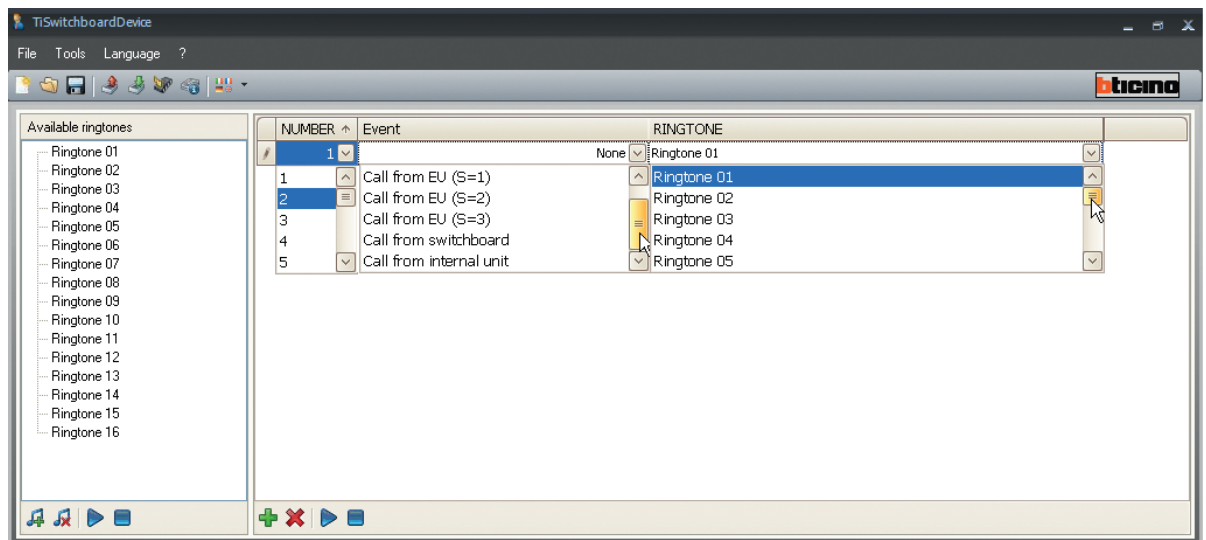 TiSwitchboardDevice
File Tools Language ?
bticino
Available ringtones
Ringtone 01
Ringtone 02
Ringtone 03
Ringtone 04
Ringtone 05
Ringtone 06
Ringtone 07
Ringtone 08
Ringtone 09
Ringtone 10
Ringtone 11
Ringtone 12
Ringtone 13
Ringtone 14
Ringtone 15
Ringtone 16
NUMBER Event RINGTONE
1 None Ringtone 01
1 Call from EU (S=1) Ringtone 01
2 Call from EU (S=2) Ringtone 02
3 Call from EU (S=3) Ringtone 03
4 Call from switchboard Ringtone 04
5 Call from internal unit Ringtone 05